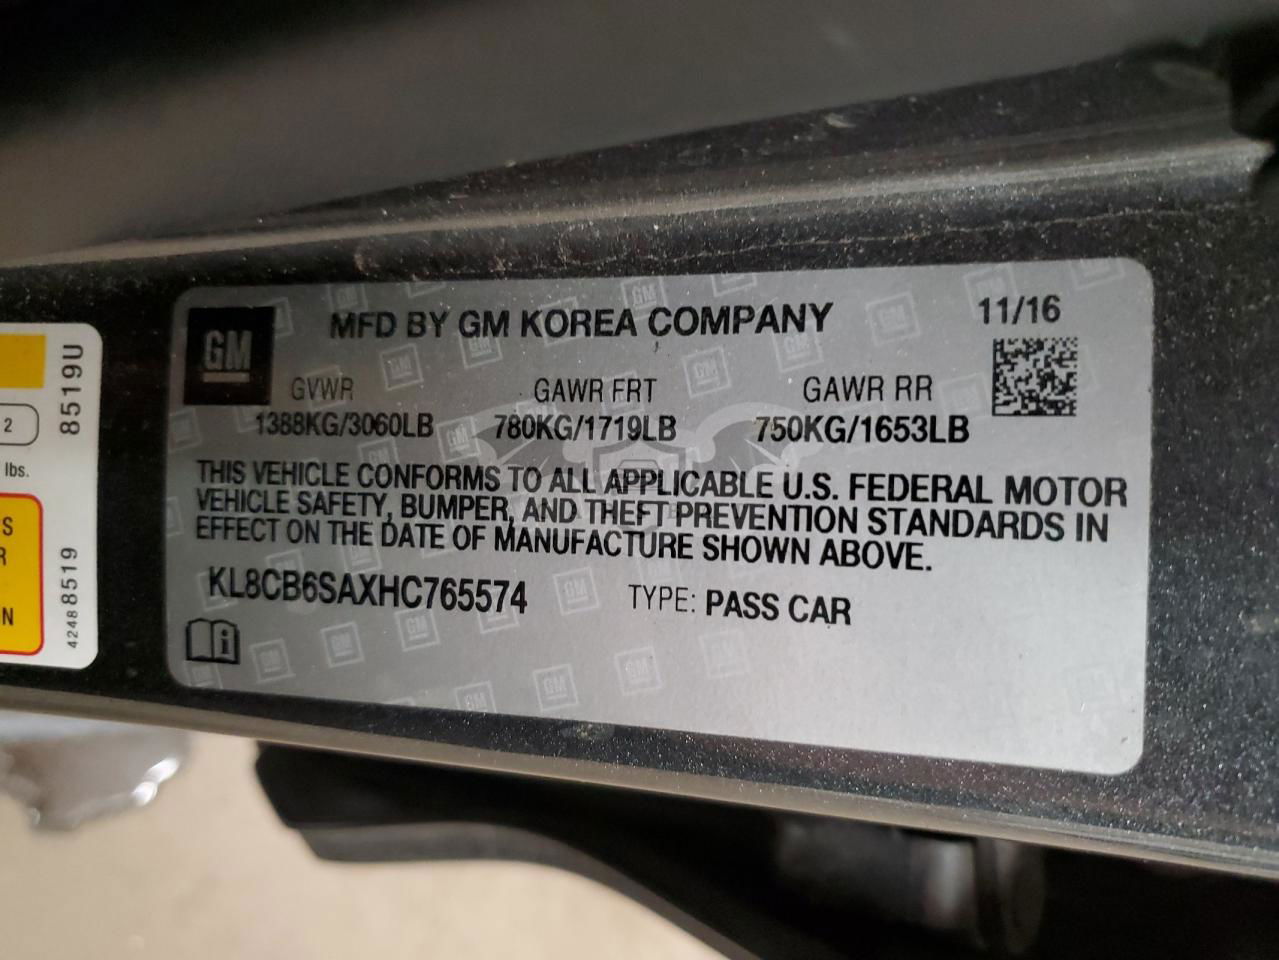 GM
MFD BY GM KOREA COMPANY
11/16
GVWR GAWR FRT GAWR RR
1388KG/3060LB 780KG/1719LB 750KG/1653LB
THIS VEHICLE CONFORMS TO ALL APPLICABLE U.S. FEDERAL MOTOR
VEHICLE SAFETY, BUMPER, AND THEFT PREVENTION STANDARDS IN
EFFECT ON THE DATE OF MANUFACTURE SHOWN ABOVE.
KL8CB6SAXHC765574 TYPE: PASS CAR
8519U
2
lbs.
S
R
N
42488519